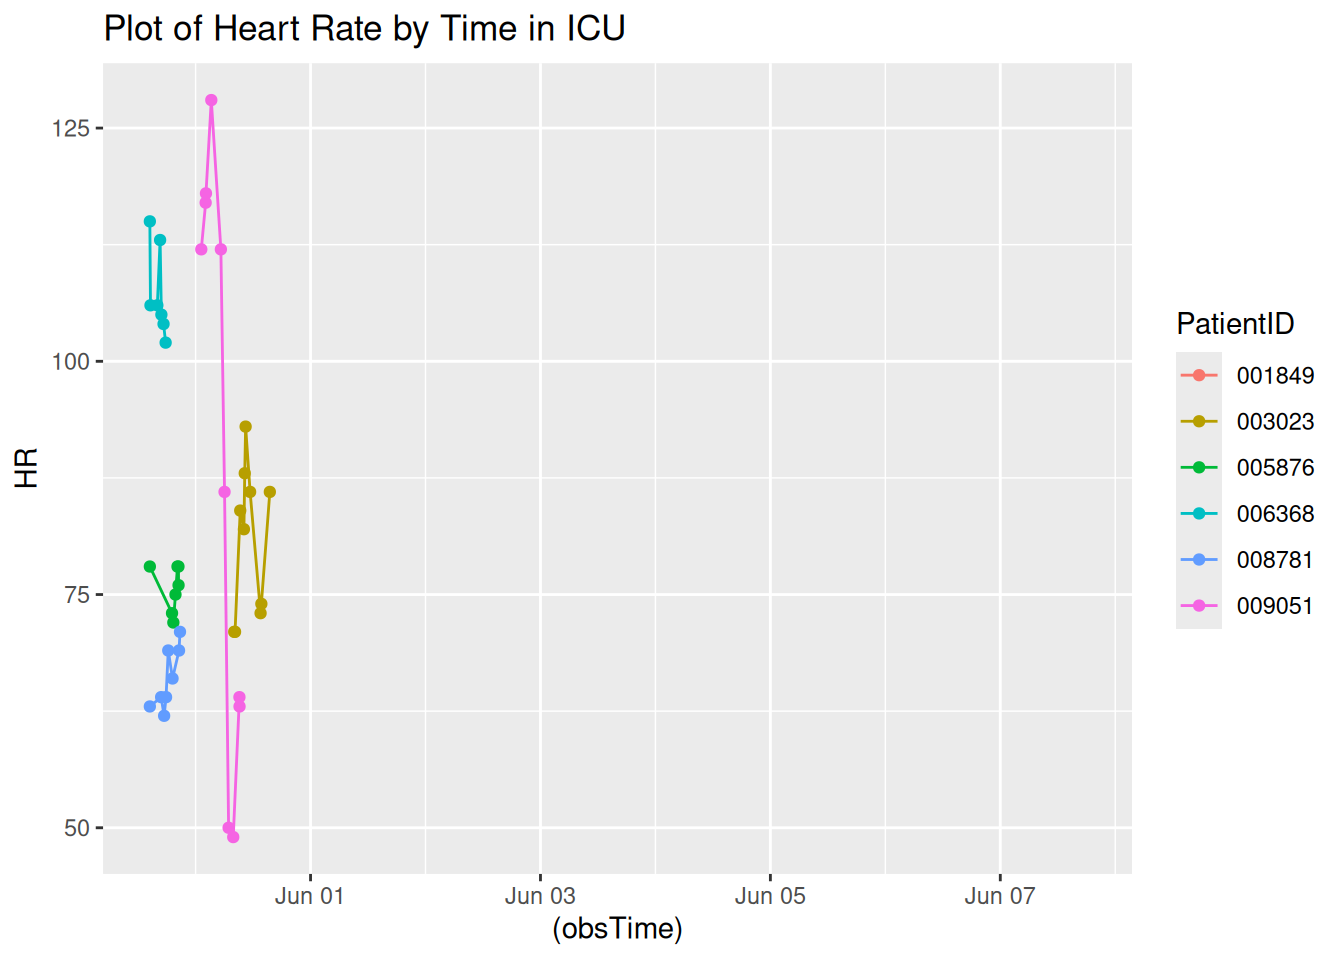 Plot of Heart Rate by Time in ICU
125
100
75
50
HR
Jun 01
Jun 03
Jun 05
Jun 07
(obsTime)
PatientID
001849
003023
005876
006368
008781
009051